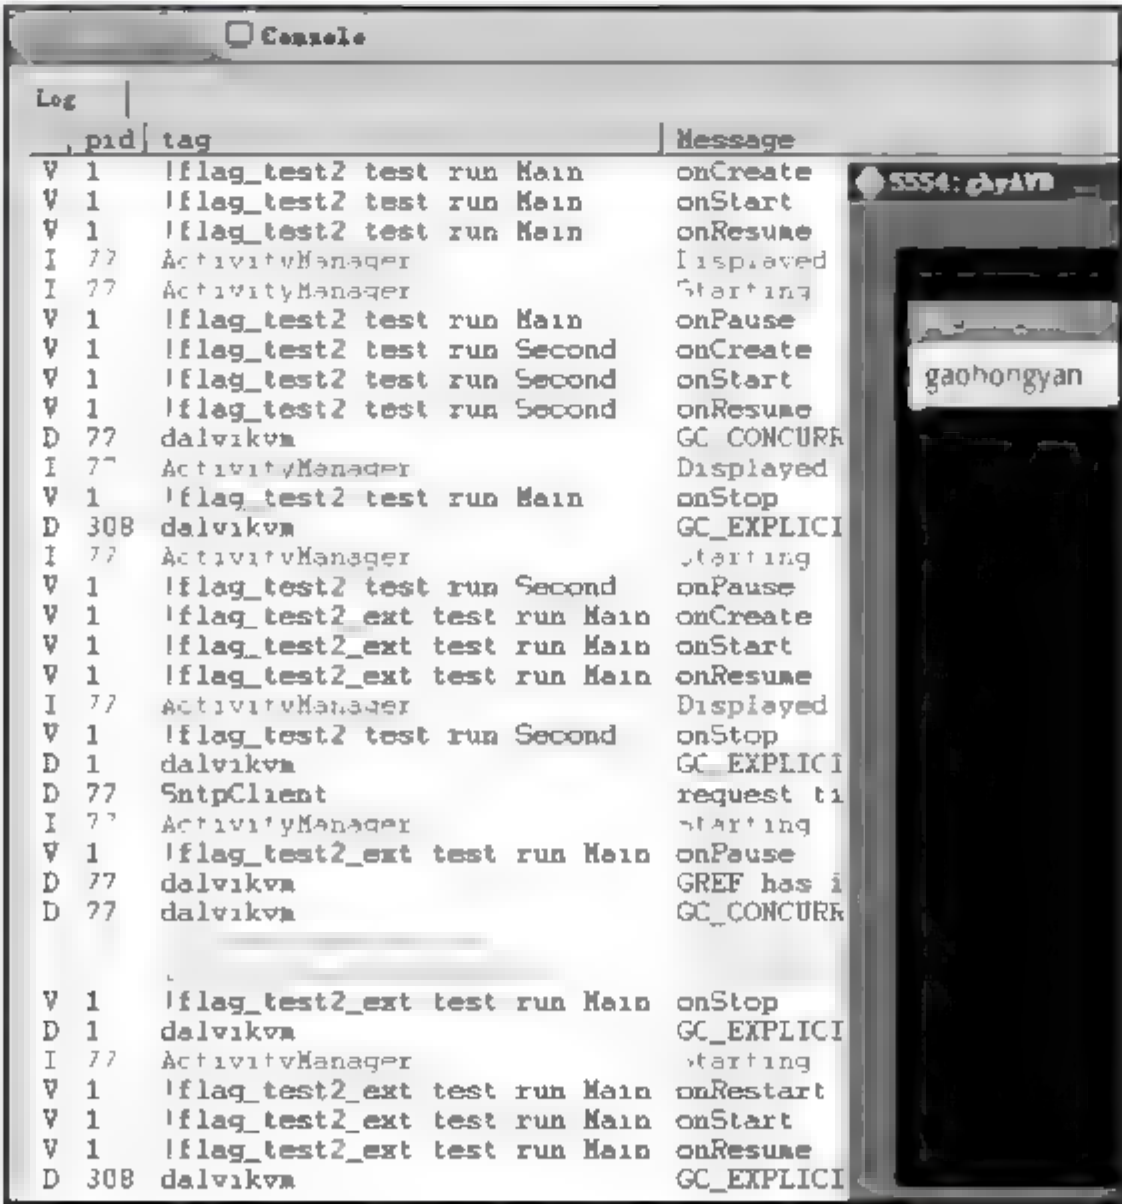 Console
Log
pid tag Message
V 1 !flag_test2 test run Main onCreate
V 1 !flag_test2 test run Main onStart
V 1 !flag_test2 test run Main onResume
I 77 ActivityManager Displayed
I 77 ActivityManager Starting
V 1 !flag_test2 test run Main onPause
V 1 !flag_test2 test run Second onCreate
V 1 !flag_test2 test run Second onStart
V 1 !flag_test2 test run Second onResume
D 77 dalvikvm GC_CONCURR
I 77 ActivityManager Displayed
V 1 !flag_test2 test run Main onStop
D 308 dalvikvm GC_EXPLICI
I 77 ActivityManager Starting
V 1 !flag_test2 test run Second onPause
V 1 !flag_test2_ext test run Main onCreate
V 1 !flag_test2_ext test run Main onStart
V 1 !flag_test2_ext test run Main onResume
I 77 ActivityManager Displayed
V 1 !flag_test2 test run Second onStop
D 1 dalvikvm GC_EXPLICI
D 77 SntpClient request ti
I 77 ActivityManager Starting
V 1 !flag_test2_ext test run Main onPause
D 77 dalvikvm GREF has i
D 77 dalvikvm GC_CONCURR
V 1 !flag_test2_ext test run Main onStop
D 1 dalvikvm GC_EXPLICI
I 77 ActivityManager Starting
V 1 !flag_test2_ext test run Main onRestart
V 1 !flag_test2_ext test run Main onStart
V 1 !flag_test2_ext test run Main onResume
D 308 dalvikvm GC_EXPLICI
5554:
gaohongyan